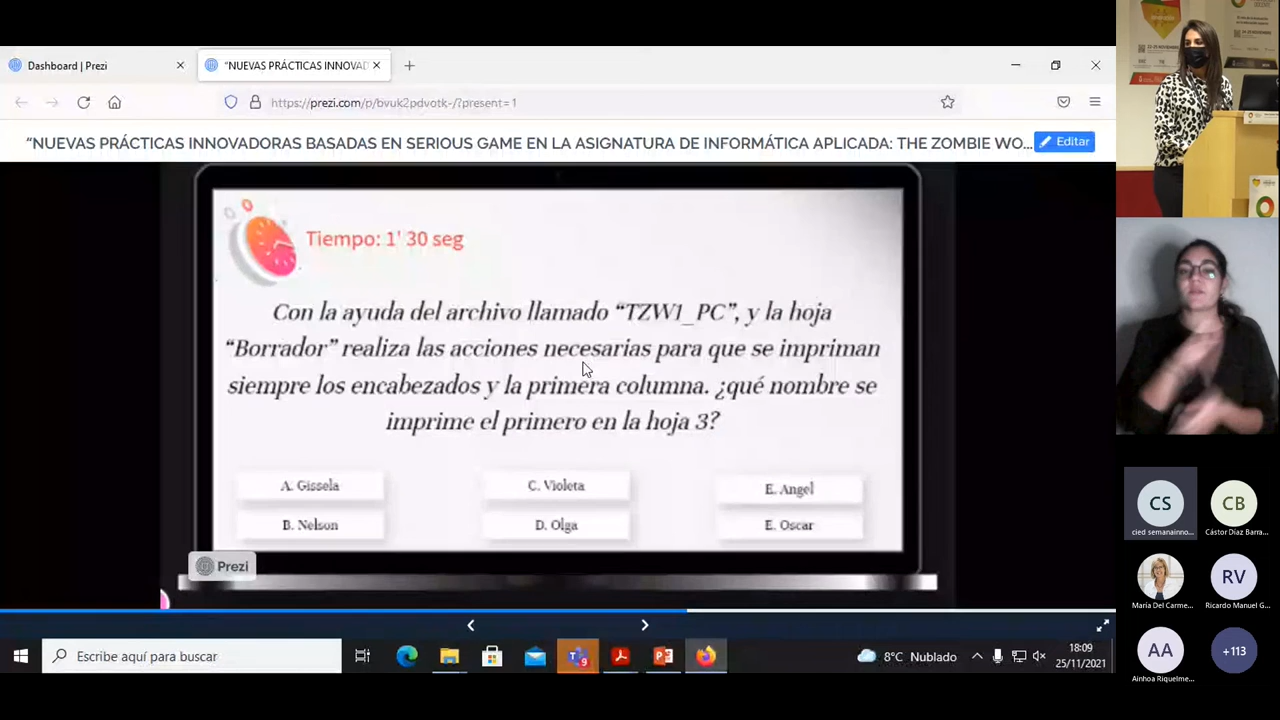 Dashboard | Prezi
"NUEVAS PRÁCTICAS INNOVAD
https://prezi.com/p/bvuk2pdvotk-/?present=1
"NUEVAS PRÁCTICAS INNOVADORAS BASADAS EN SERIOUS GAME EN LA ASIGNATURA DE INFORMÁTICA APLICADA: THE ZOMBIE WO...
Editar
Tiempo: 1' 30 seg
Con la ayuda del archivo llamado “TZW1_PC”, y la hoja
“Borrador” realiza las acciones necesarias para que se impriman
siempre los encabezados y la primera columna. ¿qué nombre se
imprime el primero en la hoja 3?
A. Gissela
C. Violeta
E. Angel
B. Nelson
D. Olga
E. Oscar
Prezi
Escribe aquí para buscar
9
8°C Nublado
18:09
25/11/2021
CS
cied semanainno...
CB
Cástor Díaz Barra...
María Del Carme...
RV
Ricardo Manuel G...
AA
Ainhoa Riquelme...
+113